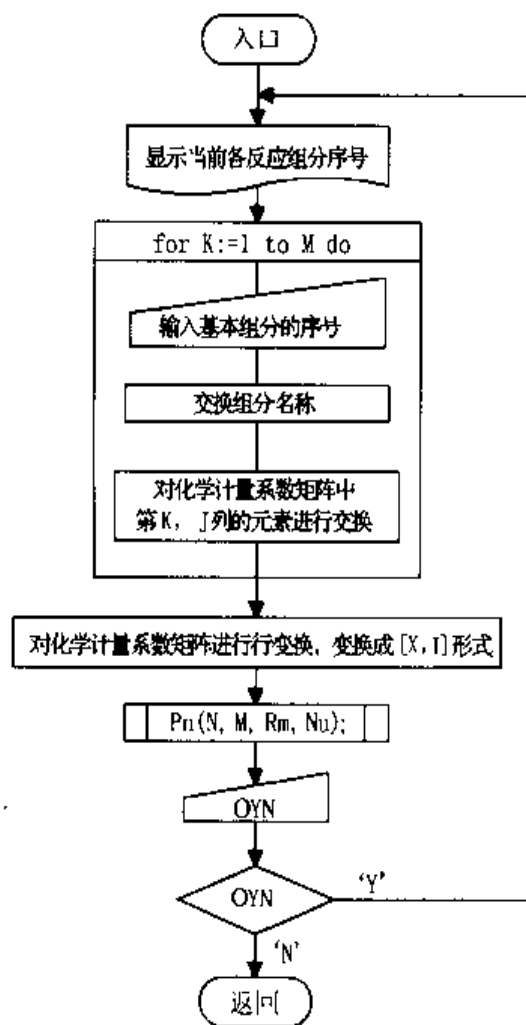 入口
显示当前各反应组分序号
for K:=1 to M do
输入基本组分的序号
交换组分名称
对化学计量系数矩阵中
第K, J列的元素进行交换
对化学计量系数矩阵进行行变换, 变换成[X,I]形式
Pn(N, M, Rm, Nu);
OYN
OYN
'Y'
'N'
返回